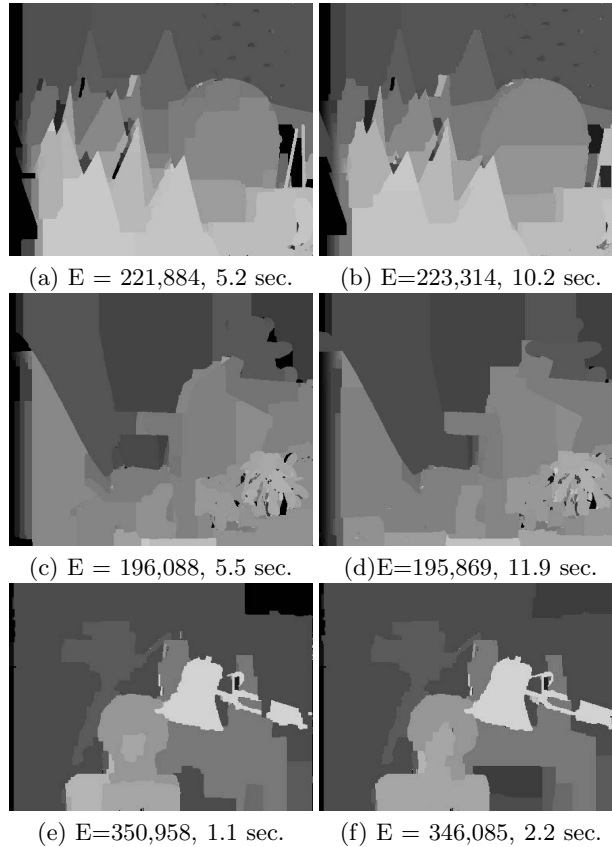 (a) E = 221,884, 5.2 sec.
(b) E=223,314, 10.2 sec.
(c) E = 196,088, 5.5 sec.
(d)E=195,869, 11.9 sec.
(e) E=350,958, 1.1 sec.
(f) E = 346,085, 2.2 sec.